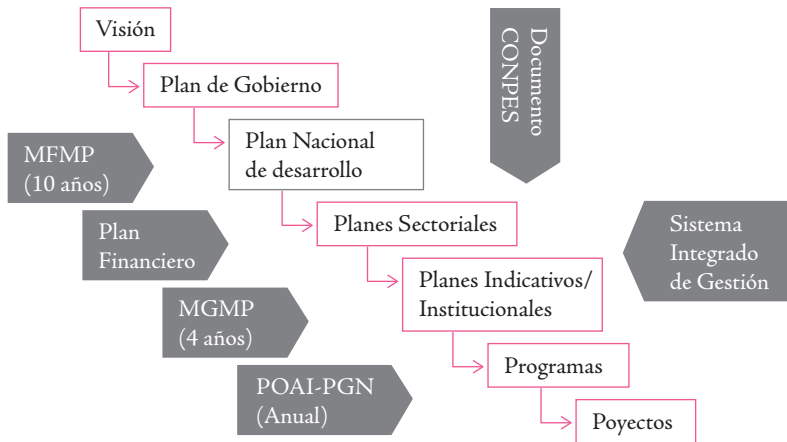 Visión
Plan de Gobierno
Plan Nacional
de desarrollo
Planes Sectoriales
Planes Indicativos/
Institucionales
Programas
Poyectos
MFMP
(10 años)
Plan
Financiero
MGMP
(4 años)
POAI-PGN
(Anual)
Documento
CONPES
Sistema
Integrado
de Gestión